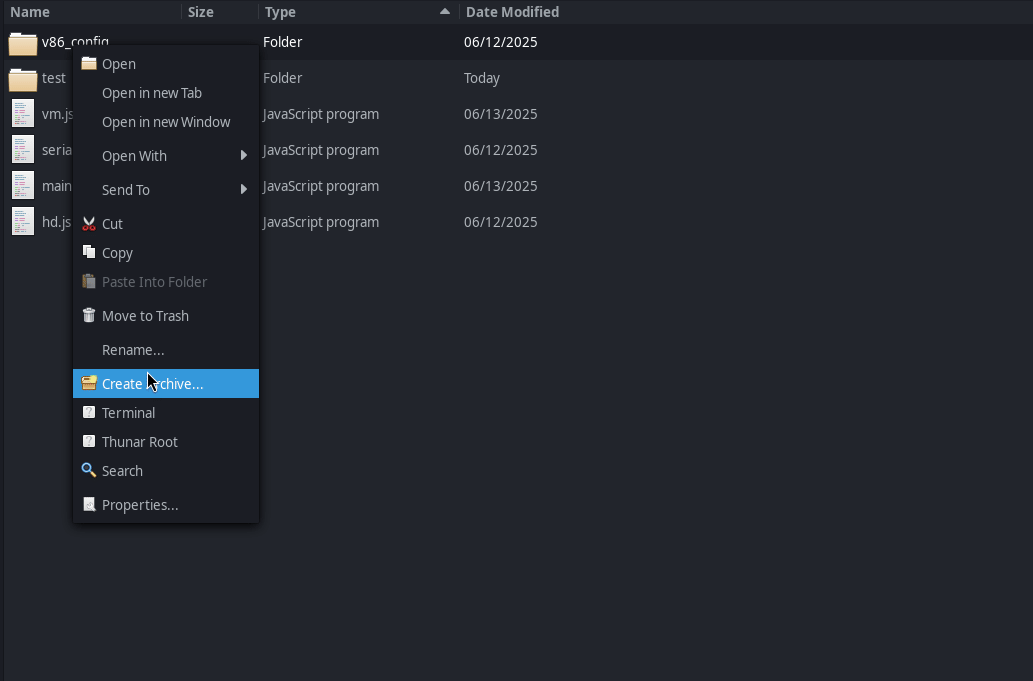 Name Size Type Date Modified
v86_config Folder 06/12/2025
test Folder Today
vm.js JavaScript program 06/13/2025
seria JavaScript program 06/12/2025
main JavaScript program 06/13/2025
hd.js JavaScript program 06/12/2025
Open
Open in new Tab
Open in new Window
Open With
Send To
Cut
Copy
Paste Into Folder
Move to Trash
Rename...
Create Archive...
Terminal
Thunar Root
Search
Properties...